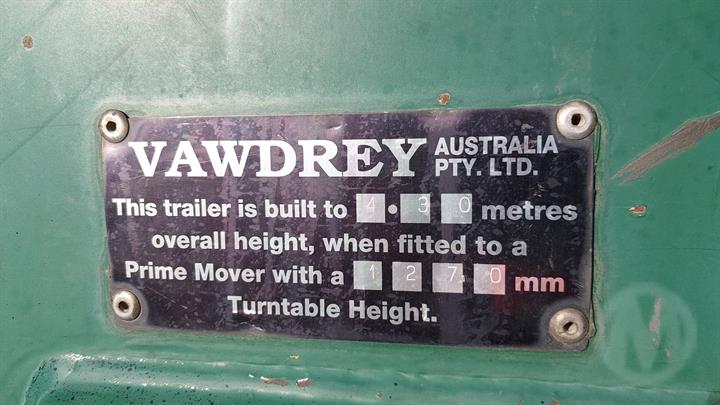 VAWDREY AUSTRALIA PTY. LTD.
This trailer is built to 4.30 metres
overall height, when fitted to a
Prime Mover with a 1270 mm
Turntable Height.
M